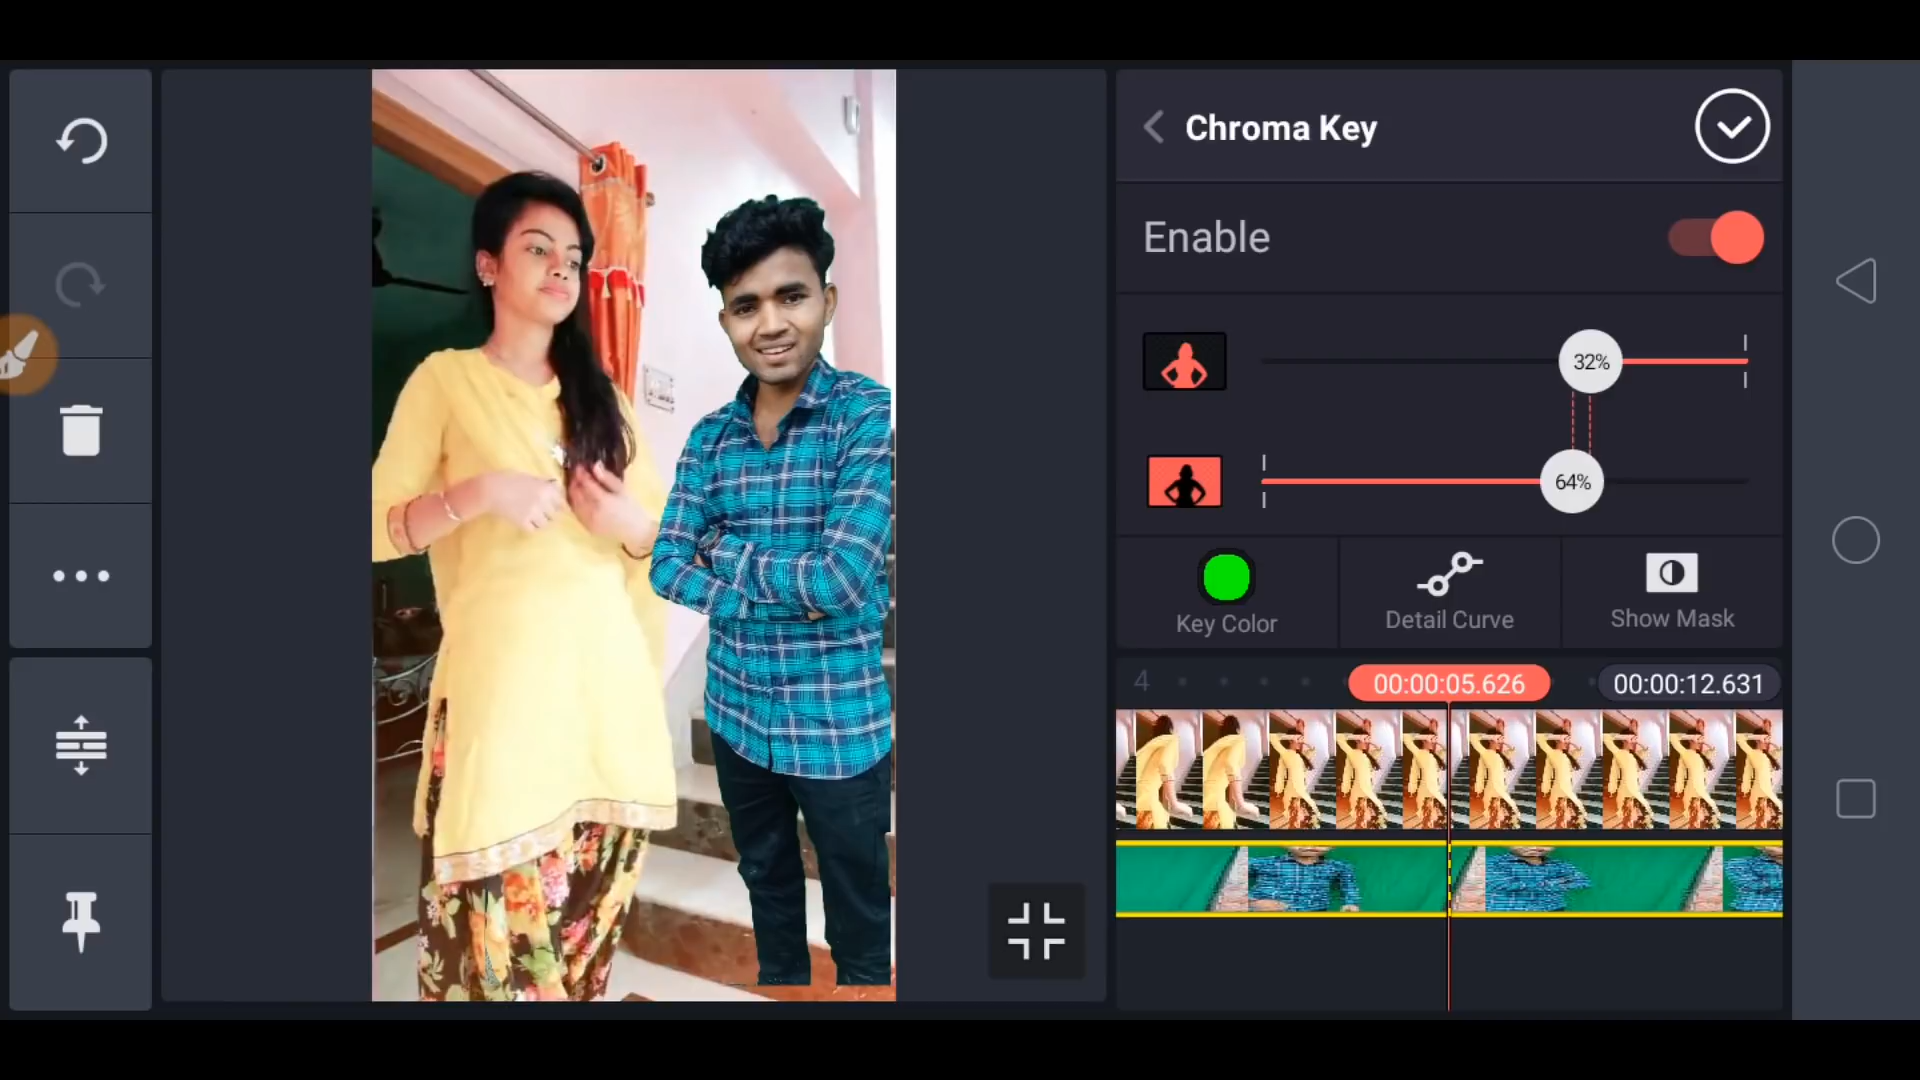 Chroma Key
Enable
32%
64%
Key Color
Detail Curve
Show Mask
4
00:00:05.626
00:00:12.631